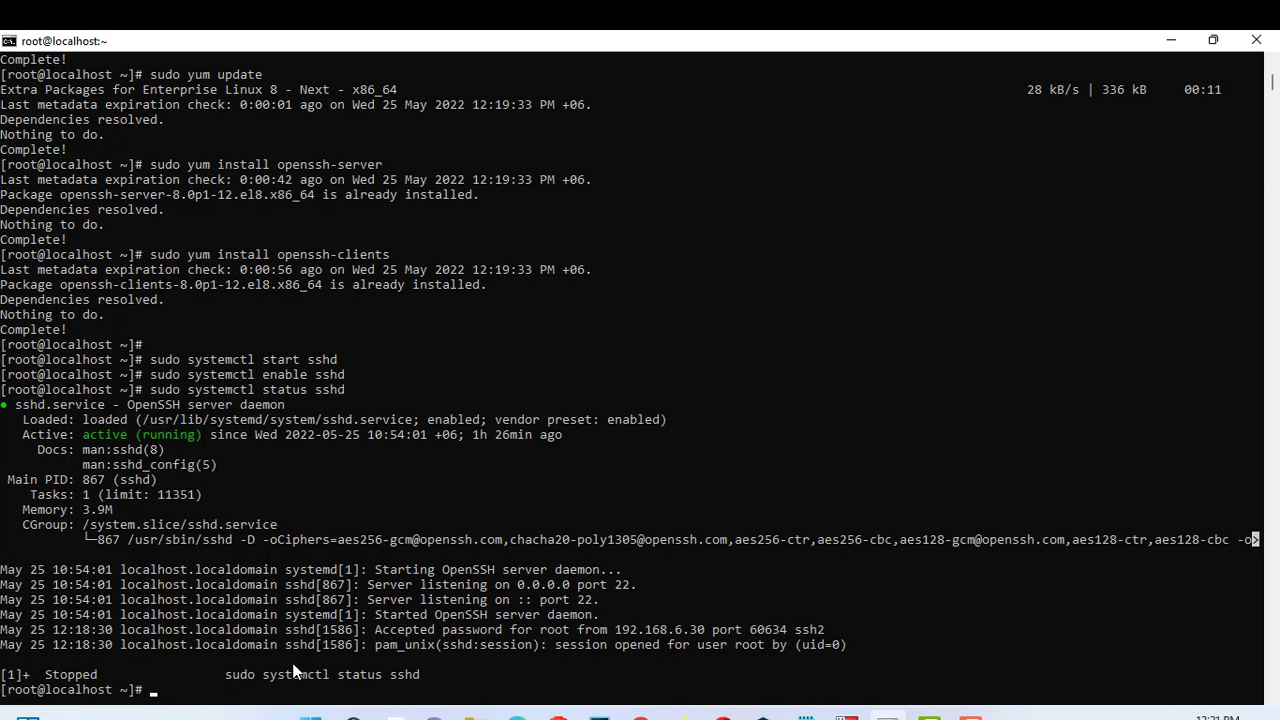 root@localhost:~
Complete!
[root@localhost ~]# sudo yum update
Extra Packages for Enterprise Linux 8 - Next - x86_64 28 kB/s | 336 kB 00:11
Last metadata expiration check: 0:00:01 ago on Wed 25 May 2022 12:19:33 PM +06.
Dependencies resolved.
Nothing to do.
Complete!
[root@localhost ~]# sudo yum install openssh-server
Last metadata expiration check: 0:00:42 ago on Wed 25 May 2022 12:19:33 PM +06.
Package openssh-server-8.0p1-12.el8.x86_64 is already installed.
Dependencies resolved.
Nothing to do.
Complete!
[root@localhost ~]# sudo yum install openssh-clients
Last metadata expiration check: 0:00:56 ago on Wed 25 May 2022 12:19:33 PM +06.
Package openssh-clients-8.0p1-12.el8.x86_64 is already installed.
Dependencies resolved.
Nothing to do.
Complete!
[root@localhost ~]#
[root@localhost ~]# sudo systemctl start sshd
[root@localhost ~]# sudo systemctl enable sshd
[root@localhost ~]# sudo systemctl status sshd
● sshd.service - OpenSSH server daemon
Loaded: loaded (/usr/lib/systemd/system/sshd.service; enabled; vendor preset: enabled)
Active: active (running) since Wed 2022-05-25 10:54:01 +06; 1h 26min ago
Docs: man:sshd(8)
man:sshd_config(5)
Main PID: 867 (sshd)
Tasks: 1 (limit: 11351)
Memory: 3.9M
CGroup: /system.slice/sshd.service
└─867 /usr/sbin/sshd -D -oCiphers=aes256-gcm@openssh.com,chacha20-poly1305@openssh.com,aes256-ctr,aes256-cbc,aes128-gcm@openssh.com,aes128-ctr,aes128-cbc -o>
May 25 10:54:01 localhost.localdomain systemd[1]: Starting OpenSSH server daemon...
May 25 10:54:01 localhost.localdomain sshd[867]: Server listening on 0.0.0.0 port 22.
May 25 10:54:01 localhost.localdomain sshd[867]: Server listening on :: port 22.
May 25 10:54:01 localhost.localdomain systemd[1]: Started OpenSSH server daemon.
May 25 12:18:30 localhost.localdomain sshd[1586]: Accepted password for root from 192.168.6.30 port 60634 ssh2
May 25 12:18:30 localhost.localdomain sshd[1586]: pam_unix(sshd:session): session opened for user root by (uid=0)
[1]+ Stopped sudo systemctl status sshd
[root@localhost ~]#